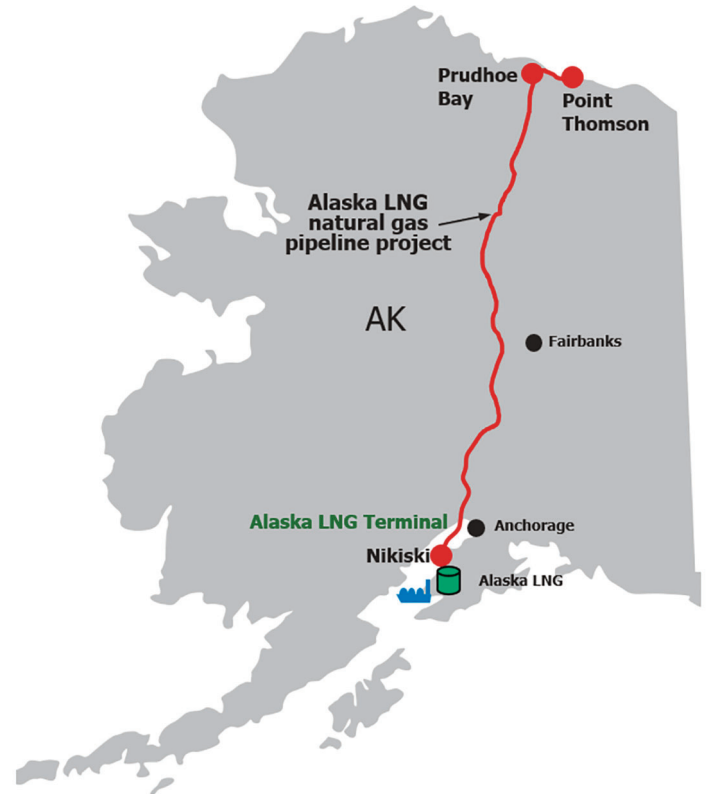 Prudhoe
Bay
Point
Thomson
Alaska LNG
natural gas
pipeline project
AK
Fairbanks
Alaska LNG Terminal
Anchorage
Nikiski
Alaska LNG